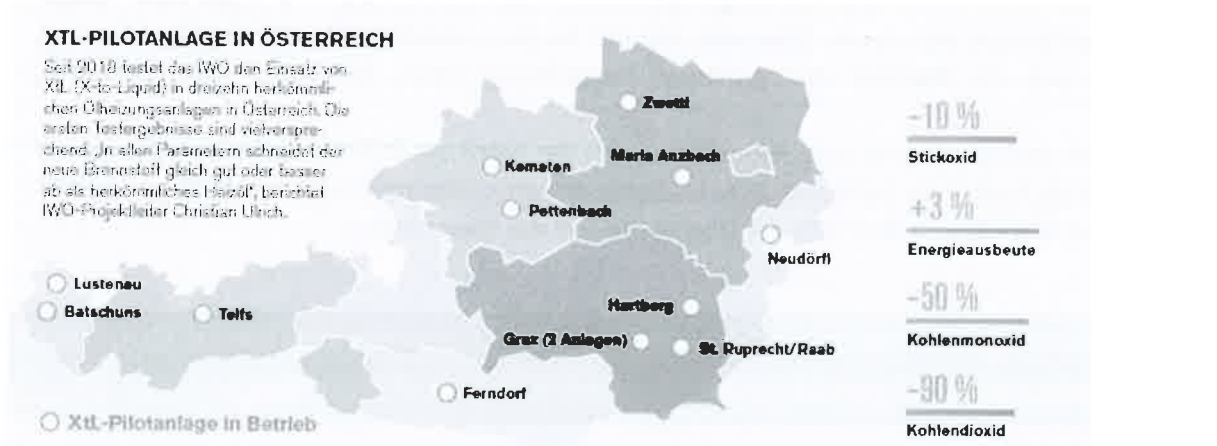 XTL-PILOTANLAGE IN ÖSTERREICH
Seit 2018 testet das IWO den Einsatz von
XtL (X-to-Liquid) in dreizehn herkömmli-
chen Ölheizungsanlagen in Österreich. Die
ersten Testergebnisse sind vielverspre-
chend. „In allen Parametern schneidet der
neue Brennstoff gleich gut oder besser
ab als herkömmliches Heizöl“, berichtet
IWO-Projektleiter Christian Ulrich.
Zwettl
Maria Anzbach
Kematen
Pettenbach
Neudörfl
Lustenau
Batschuns
Telfs
Hartberg
Graz (2 Anlagen)
St. Ruprecht/Raab
Ferndorf
XtL-Pilotanlage in Betrieb
-10 %
Stickoxid
+3 %
Energieausbeute
-50 %
Kohlenmonoxid
-90 %
Kohlendioxid